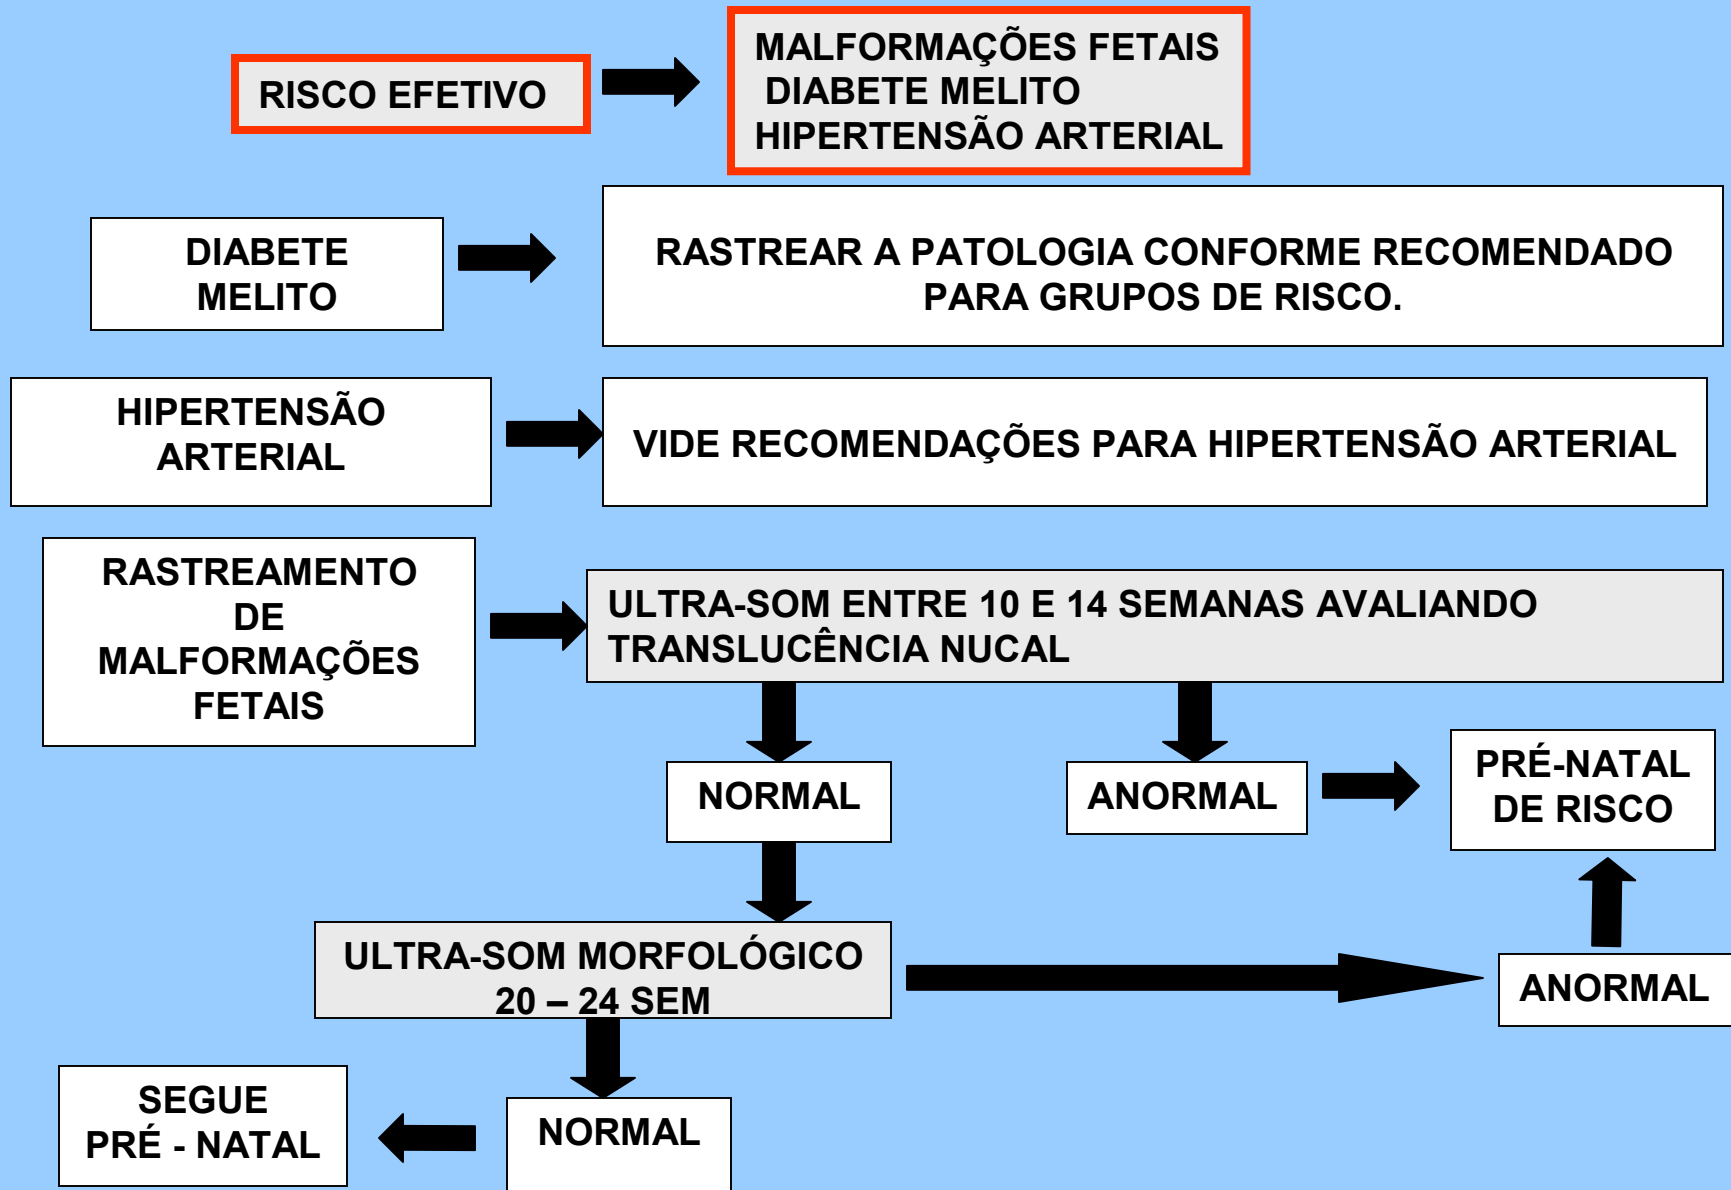 RISCO EFETIVO
MALFORMAÇÕES FETAIS
DIABETE MELITO
HIPERTENSÃO ARTERIAL
DIABETE
MELITO
RASTREAR A PATOLOGIA CONFORME RECOMENDADO
PARA GRUPOS DE RISCO.
HIPERTENSÃO
ARTERIAL
VIDE RECOMENDAÇÕES PARA HIPERTENSÃO ARTERIAL
RASTREAMENTO
DE
MALFORMAÇÕES
FETAIS
ULTRA-SOM ENTRE 10 E 14 SEMANAS AVALIANDO
TRANSLUCÊNCIA NUCAL
NORMAL
ANORMAL
PRÉ-NATAL
DE RISCO
ULTRA-SOM MORFOLÓGICO
20 – 24 SEM
ANORMAL
SEGUE
PRÉ - NATAL
NORMAL